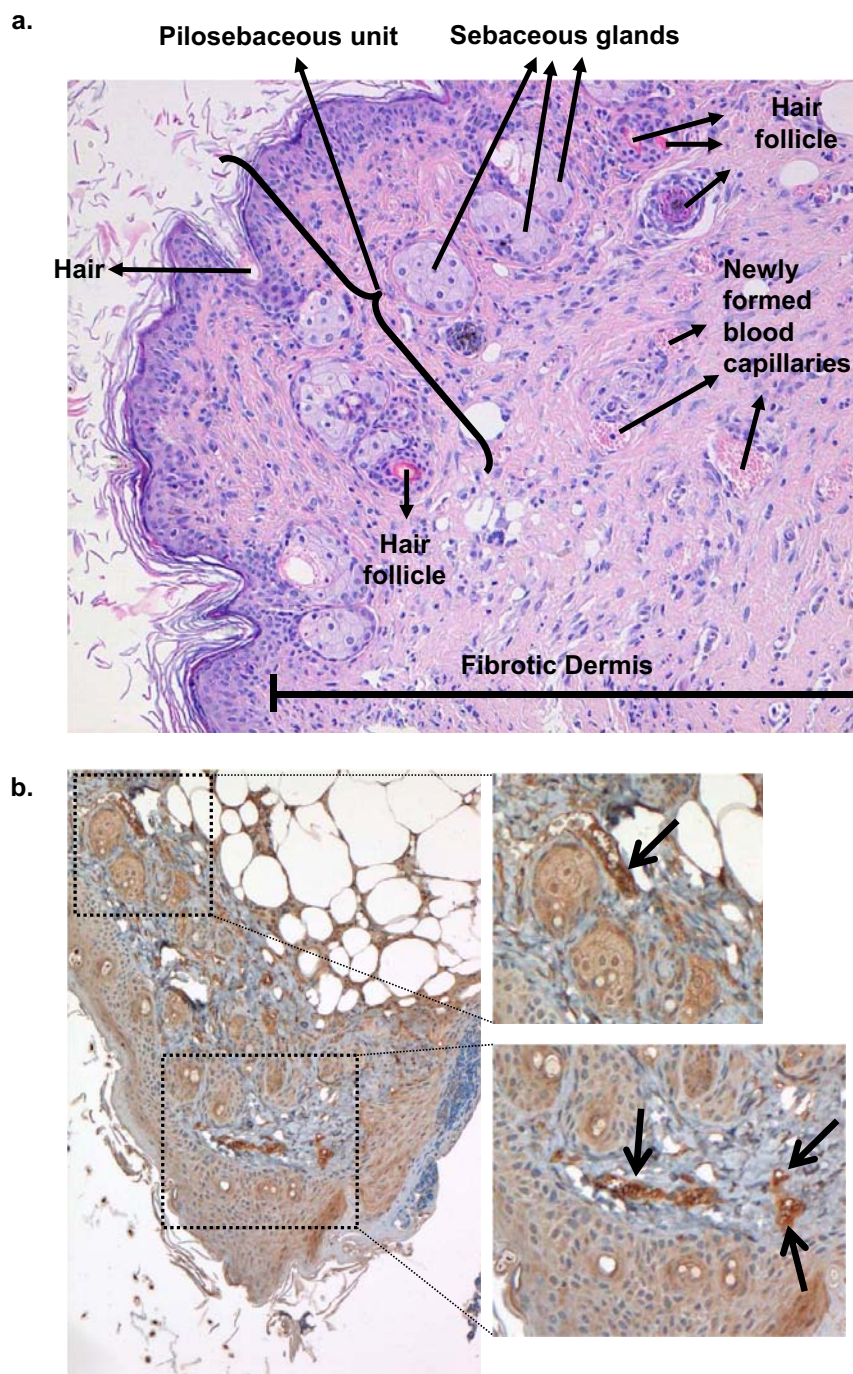 a.
Pilosebaceous unit
Sebaceous glands
Hair
follicle
Hair
Newly
formed
blood
capillaries
Hair
follicle
Fibrotic Dermis
b.